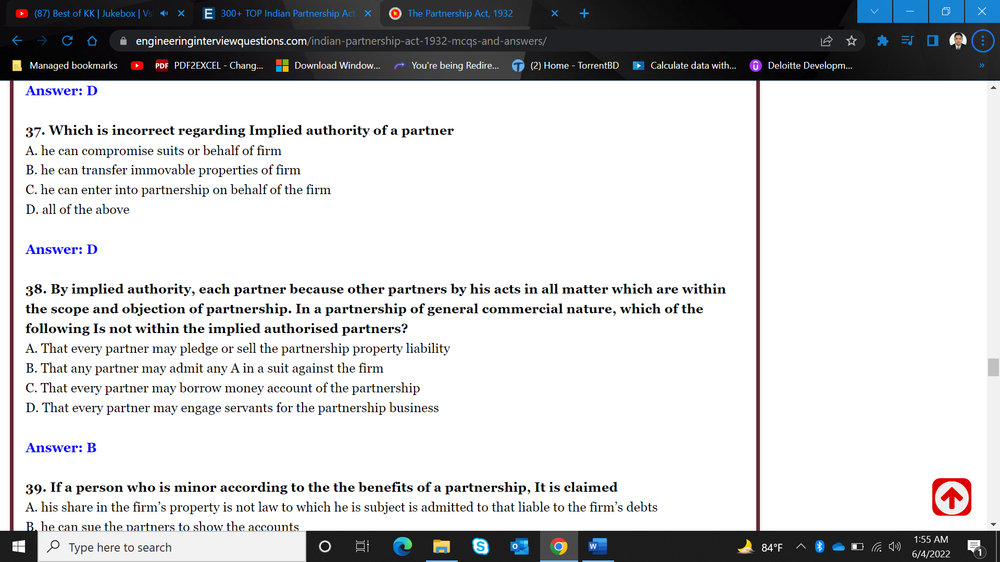 (87) Best of KK | Jukebox | Vs
300+ TOP Indian Partnership Act
The Partnership Act, 1932
engineeringinterviewquestions.com/indian-partnership-act-1932-mcqs-and-answers/
Managed bookmarks
PDF PDF2EXCEL - Chang...
Download Window...
You're being Redire...
(2) Home - TorrentBD
Calculate data with...
Deloitte Developm...
»
Answer: D
37. Which is incorrect regarding Implied authority of a partner
A. he can compromise suits or behalf of firm
B. he can transfer immovable properties of firm
C. he can enter into partnership on behalf of the firm
D. all of the above
Answer: D
38. By implied authority, each partner because other partners by his acts in all matter which are within
the scope and objection of partnership. In a partnership of general commercial nature, which of the
following Is not within the implied authorised partners?
A. That every partner may pledge or sell the partnership property liability
B. That any partner may admit any A in a suit against the firm
C. That every partner may borrow money account of the partnership
D. That every partner may engage servants for the partnership business
Answer: B
39. If a person who is minor according to the the benefits of a partnership, It is claimed
A. his share in the firm’s property is not law to which he is subject is admitted to that liable to the firm’s debts
B. he can sue the partners to show the accounts
Type here to search
84°F
1:55 AM
6/4/2022
1